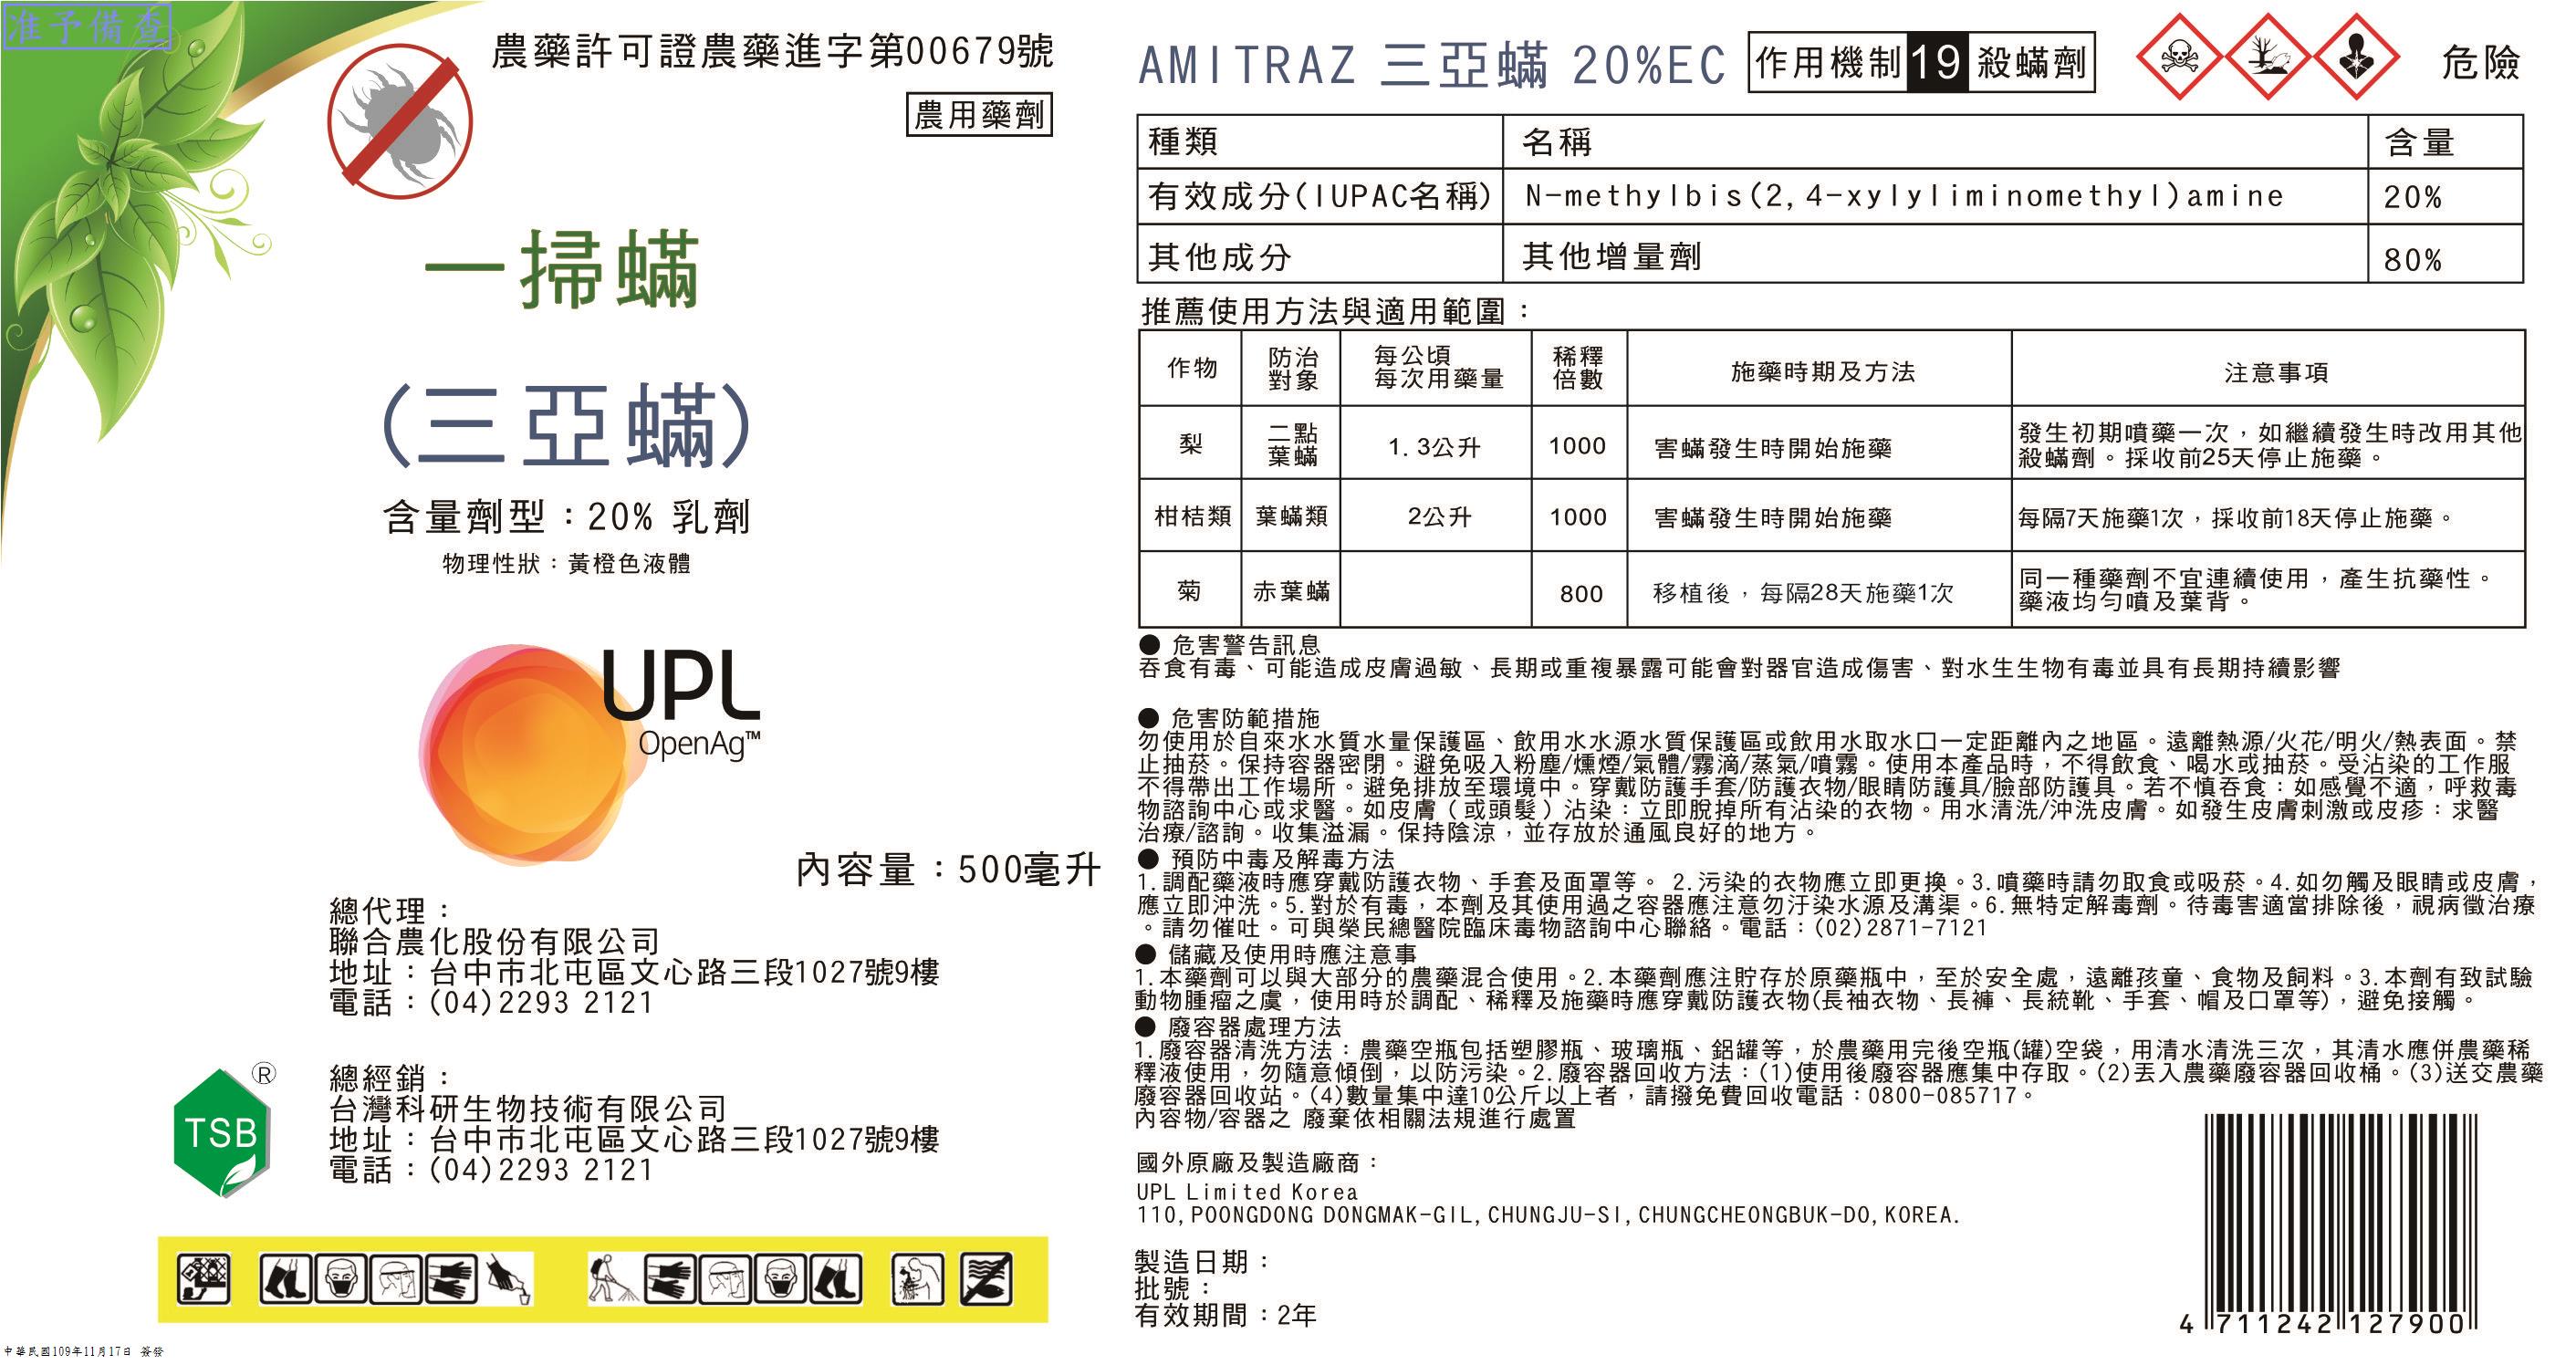 准予備查
農藥許可證農藥進字第00679號
農用藥劑
一掃蟎
(三亞蟎)
含量劑型：20% 乳劑
物理性狀：黃橙色液體
UPL
OpenAg™
內容量：500毫升
總代理：
聯合農化股份有限公司
地址：台中市北屯區文心路三段1027號9樓
電話：(04)2293 2121
TSB®
總經銷：
台灣科研生物技術有限公司
地址：台中市北屯區文心路三段1027號9樓
電話：(04)2293 2121
中華民國109年11月17日 簽發
AMITRAZ 三亞蟎 20%EC 作用機制 19 殺蟎劑 危險
種類 名稱 含量
有效成分(IUPAC名稱) N-methylbis(2,4-xylyliminomethyl)amine 20%
其他成分 其他增量劑 80%
推薦使用方法與適用範圍：
作物 防治對象 每公頃每次用藥量 稀釋倍數 施藥時期及方法 注意事項
梨 二點葉蟎 1.3公升 1000 害蟎發生時開始施藥 發生初期噴藥一次，如繼續發生時改用其他殺蟎劑。採收前25天停止施藥。
柑桔類 葉蟎類 2公升 1000 害蟎發生時開始施藥 每隔7天施藥1次，採收前18天停止施藥。
菊 赤葉蟎 800 移植後，每隔28天施藥1次 同一種藥劑不宜連續使用，產生抗藥性。藥液均勻噴及葉背。
● 危害警告訊息
吞食有毒、可能造成皮膚過敏、長期或重複暴露可能會對器官造成傷害、對水生生物有毒並具有長期持續影響
● 危害防範措施
勿使用於自來水水質水量保護區、飲用水水源水質保護區或飲用水取水口一定距離內之地區。遠離熱源/火花/明火/熱表面。禁
止抽菸。保持容器密閉。避免吸入粉塵/燻煙/氣體/霧滴/蒸氣/噴霧。使用本產品時，不得飲食、喝水或抽菸。受沾染的工作服
不得帶出工作場所。避免排放至環境中。穿戴防護手套/防護衣物/眼睛防護具/臉部防護具。若不慎吞食：如感覺不適，呼救毒
物諮詢中心或求醫。如皮膚（或頭髮）沾染：立即脫掉所有沾染的衣物。用水清洗/沖洗皮膚。如發生皮膚刺激或皮疹：求醫
治療/諮詢。收集溢漏。保持陰涼，並存放於通風良好的地方。
● 預防中毒及解毒方法
1.調配藥液時應穿戴防護衣物、手套及面罩等。 2.污染的衣物應立即更換。3.噴藥時請勿取食或吸菸。4.如勿觸及眼睛或皮膚，
應立即沖洗。5.對於有毒，本劑及其使用過之容器應注意勿汙染水源及溝渠。6.無特定解毒劑。待毒害適當排除後，視病徵治療
。請勿催吐。可與榮民總醫院臨床毒物諮詢中心聯絡。電話：(02)2871-7121
● 儲藏及使用時應注意事
1.本藥劑可以與大部分的農藥混合使用。2.本藥劑應注貯存於原藥瓶中，至於安全處，遠離孩童、食物及飼料。3.本劑有致試驗
動物腫瘤之虞，使用時於調配、稀釋及施藥時應穿戴防護衣物(長袖衣物、長褲、長統靴、手套、帽及口罩等)，避免接觸。
● 廢容器處理方法
1.廢容器清洗方法：農藥空瓶包括塑膠瓶、玻璃瓶、鋁罐等，於農藥用完後空瓶(罐)空袋，用清水清洗三次，其清水應併農藥稀
釋液使用，勿隨意傾倒，以防污染。2.廢容器回收方法：(1)使用後廢容器應集中存取。(2)丟入農藥廢容器回收桶。(3)送交農藥
廢容器回收站。(4)數量集中達10公斤以上者，請撥免費回收電話：0800-085717。
內容物/容器之 廢棄依相關法規進行處置
國外原廠及製造廠商：
UPL Limited Korea
110,POONGDONG DONGMAK-GIL,CHUNGJU-SI,CHUNGCHEONGBUK-DO,KOREA.
製造日期：
批號：
有效期間：2年
4 711242 127900